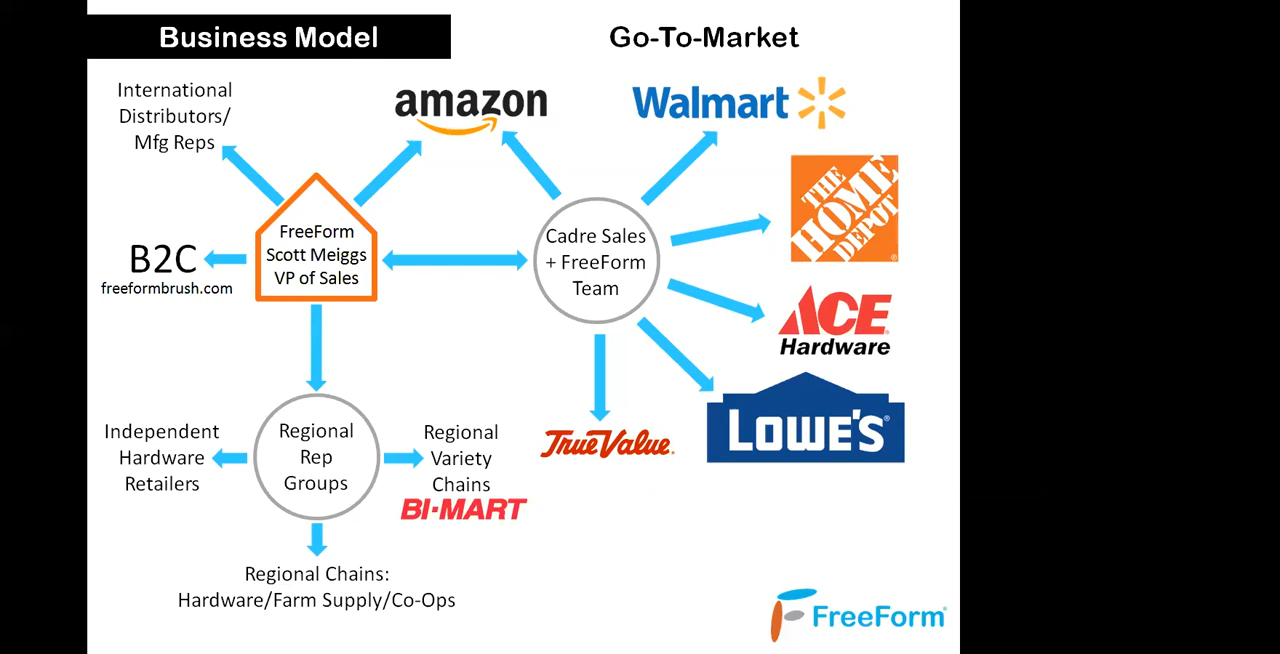 Business Model
Go-To-Market
International
Distributors/
Mfg Reps
amazon
Walmart
THE
HOME
DEPOT
FreeForm
Scott Meiggs
VP of Sales
B2C
freeformbrush.com
Cadre Sales
+ FreeForm
Team
ACE
Hardware
LOWE'S
True Value.
Independent
Hardware
Retailers
Regional
Rep
Groups
Regional
Variety
Chains
BI-MART
Regional Chains:
Hardware/Farm Supply/Co-Ops
FreeForm